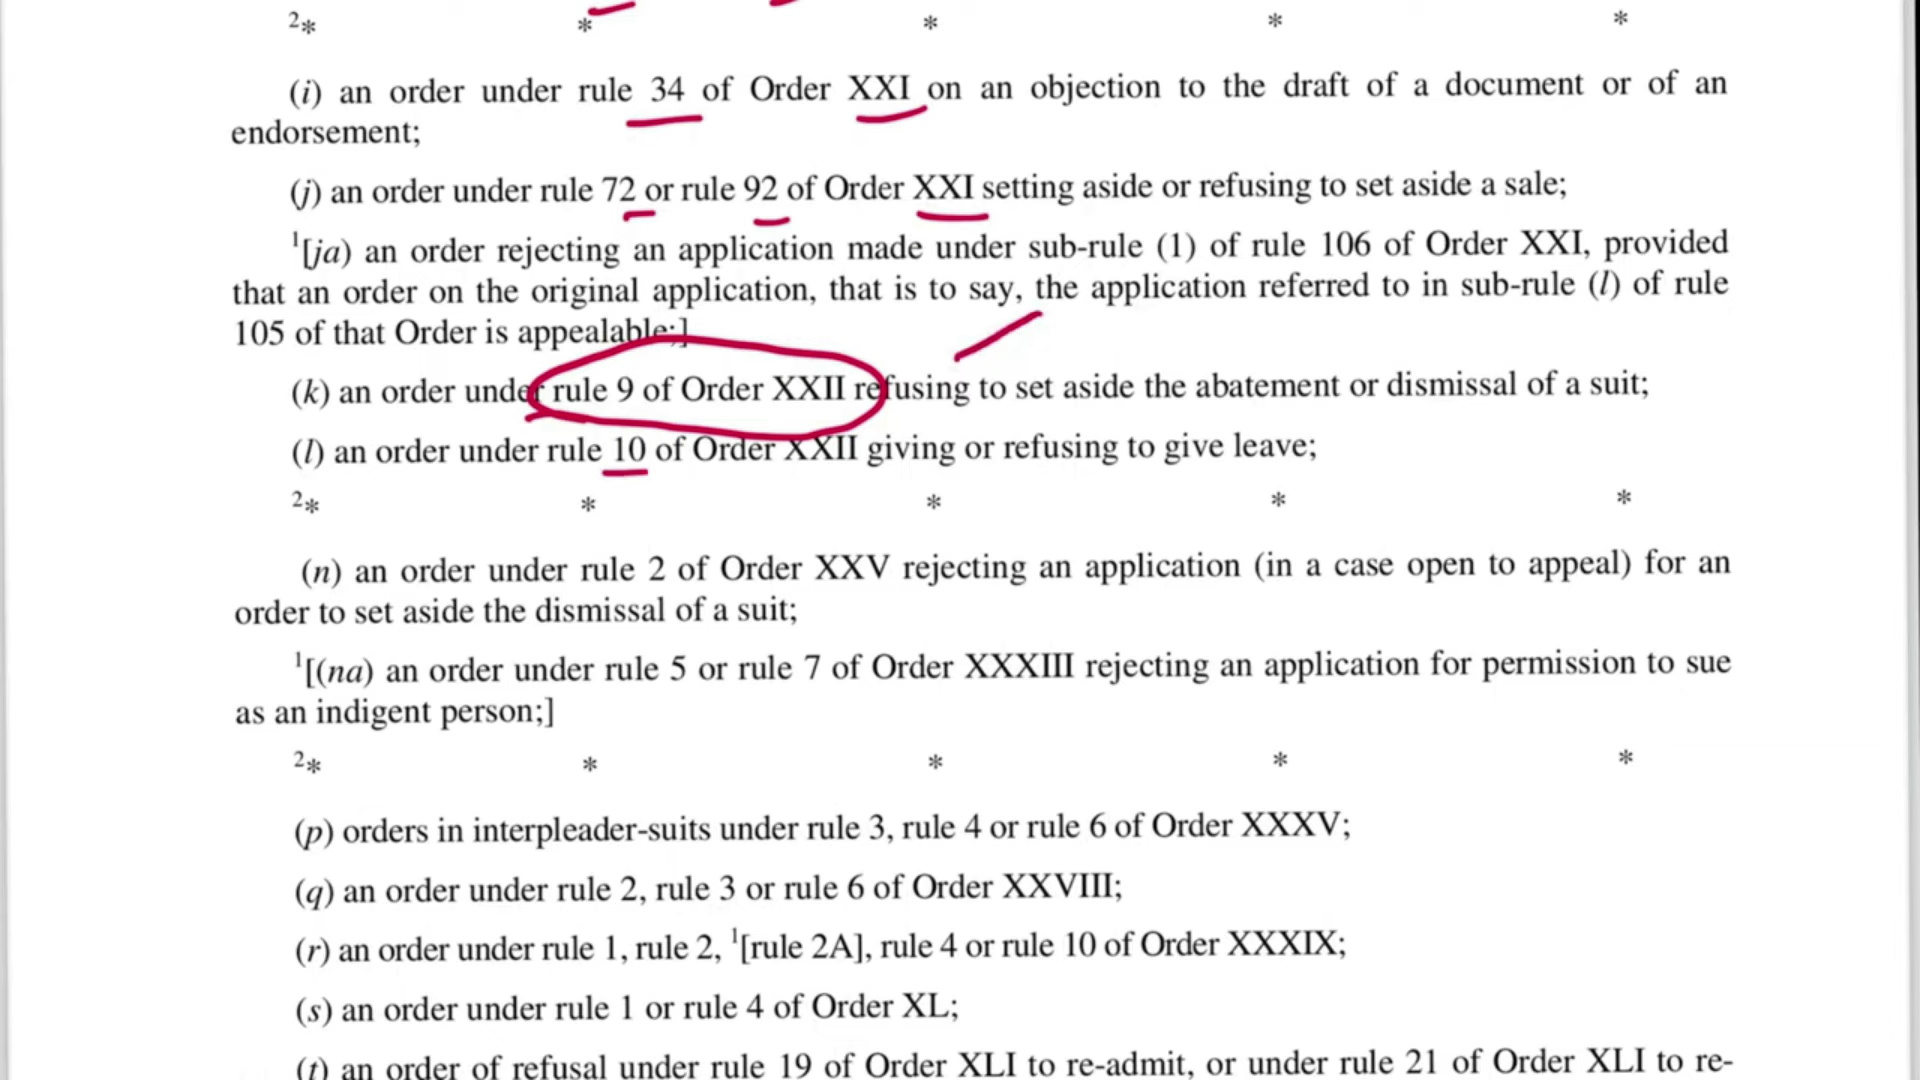 2* * * * *
(i) an order under rule 34 of Order XXI on an objection to the draft of a document or of an
endorsement;
(j) an order under rule 72 or rule 92 of Order XXI setting aside or refusing to set aside a sale;
1[ja) an order rejecting an application made under sub-rule (1) of rule 106 of Order XXI, provided
that an order on the original application, that is to say, the application referred to in sub-rule (l) of rule
105 of that Order is appealable;]
(k) an order under rule 9 of Order XXII refusing to set aside the abatement or dismissal of a suit;
(l) an order under rule 10 of Order XXII giving or refusing to give leave;
2* * * * *
(n) an order under rule 2 of Order XXV rejecting an application (in a case open to appeal) for an
order to set aside the dismissal of a suit;
1[(na) an order under rule 5 or rule 7 of Order XXXIII rejecting an application for permission to sue
as an indigent person;]
2* * * * *
(p) orders in interpleader-suits under rule 3, rule 4 or rule 6 of Order XXXV;
(q) an order under rule 2, rule 3 or rule 6 of Order XXVIII;
(r) an order under rule 1, rule 2, 1[rule 2A], rule 4 or rule 10 of Order XXXIX;
(s) an order under rule 1 or rule 4 of Order XL;
(t) an order of refusal under rule 19 of Order XLI to re-admit, or under rule 21 of Order XLI to re-